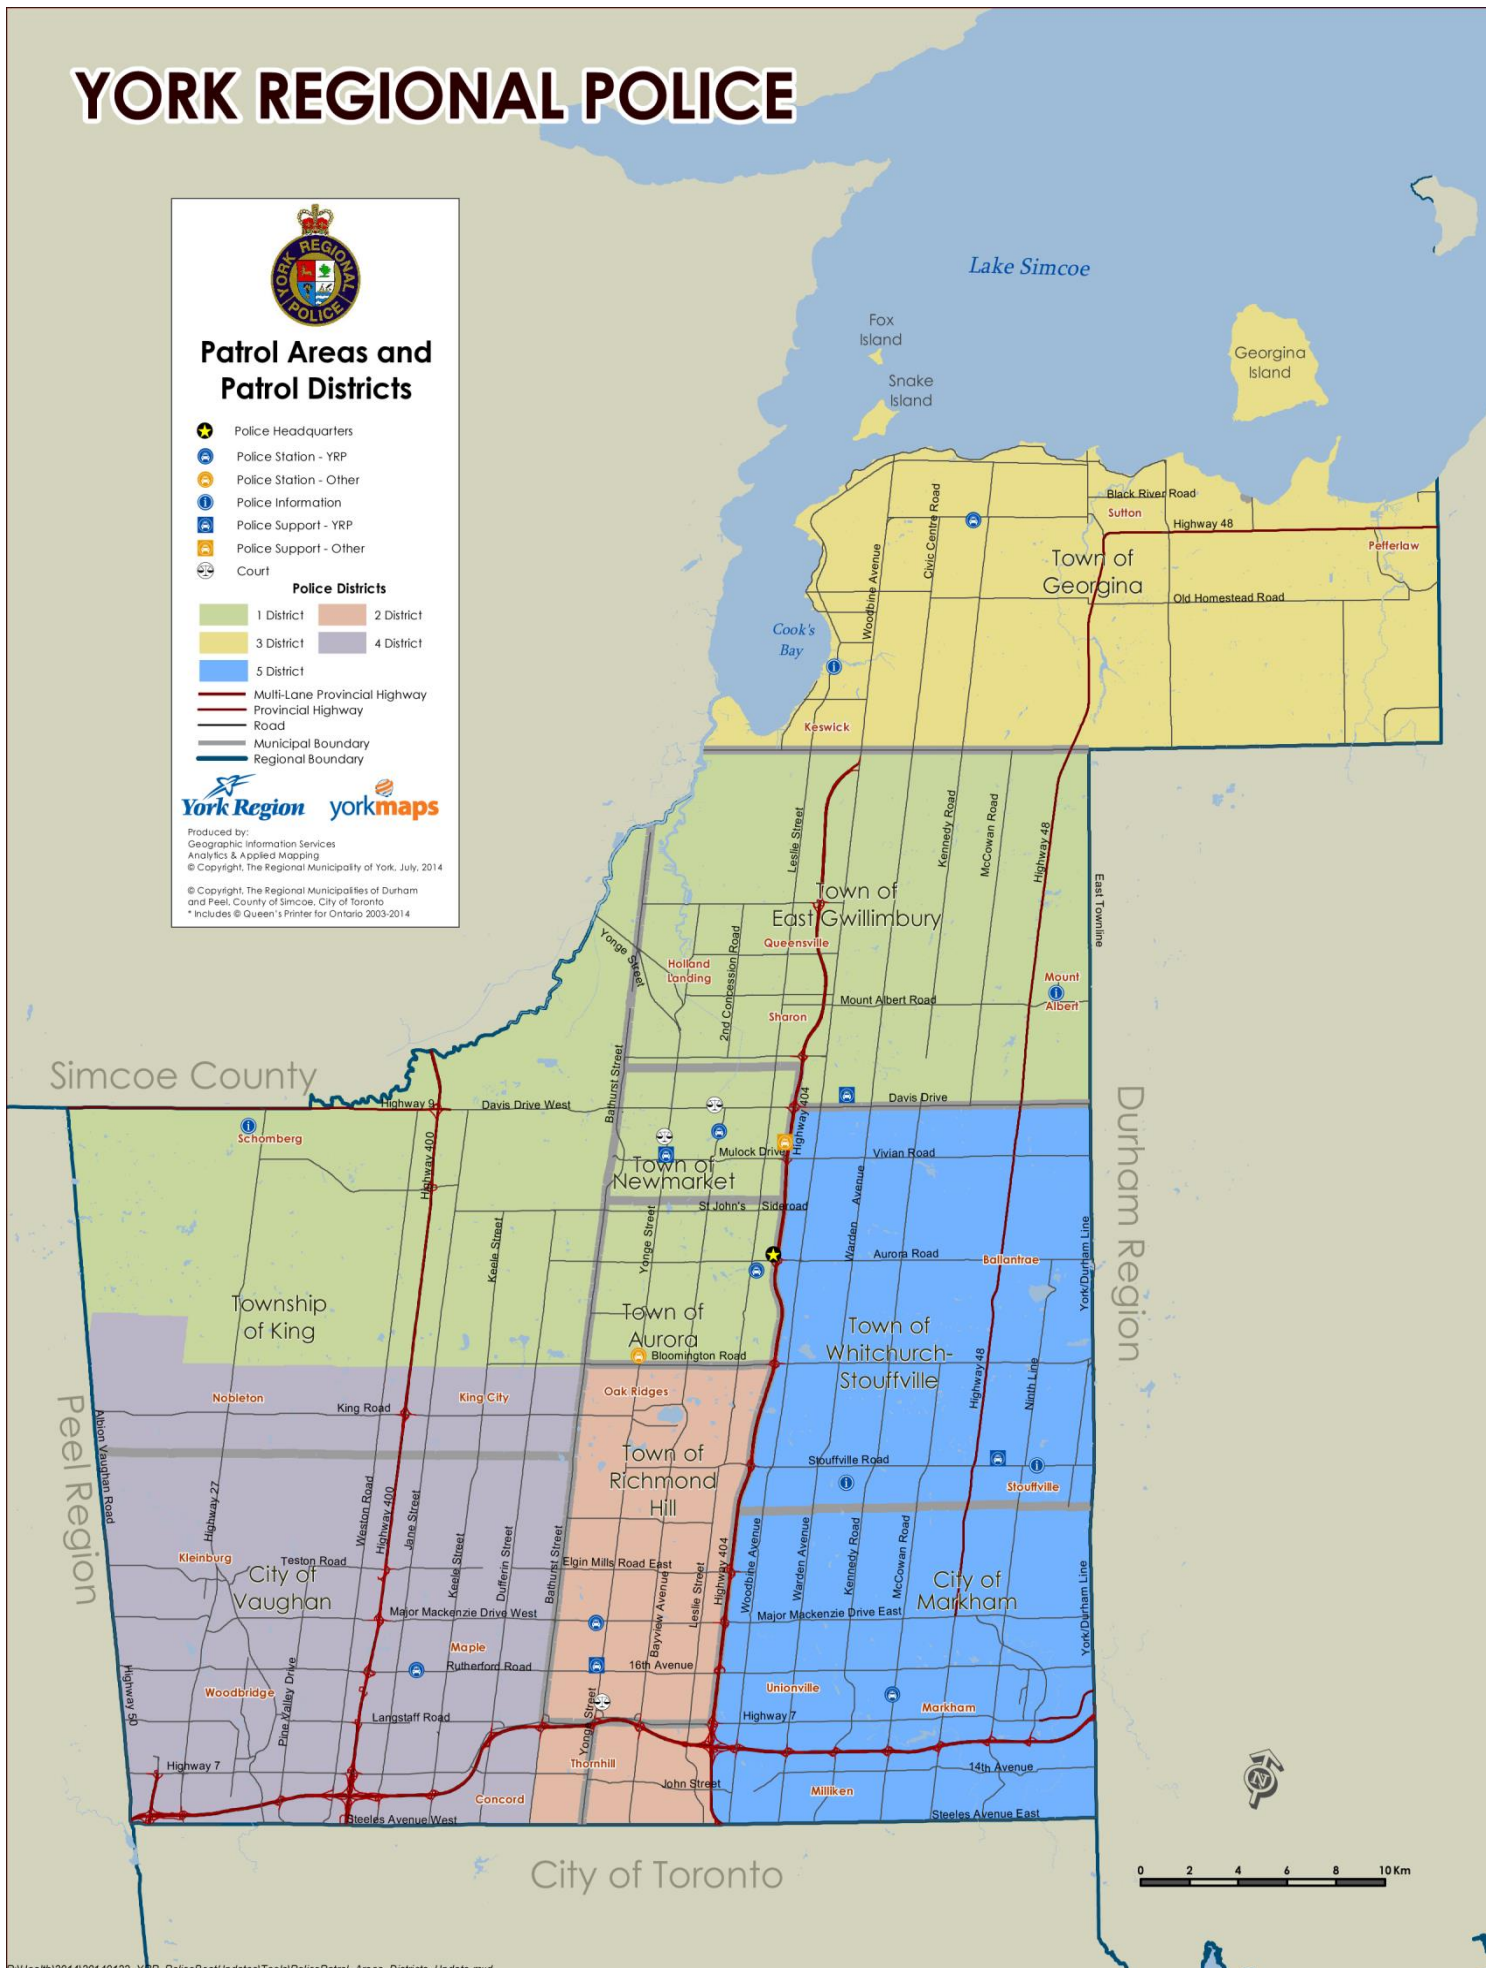 YORK REGIONAL POLICE
YORK REGIONAL
POLICE
Patrol Areas and
Patrol Districts
Police Headquarters
Police Station - YRP
Police Station - Other
Police Information
Police Support - YRP
Police Support - Other
Court
Police Districts
1 District
2 District
3 District
4 District
5 District
Multi-Lane Provincial Highway
Provincial Highway
Road
Municipal Boundary
Regional Boundary
York Region
yorkmaps
Produced by:
Geographic Information Services
Analytics & Applied Mapping
© Copyright, The Regional Municipality of York, July, 2014
© Copyright, The Regional Municipalities of Durham
and Peel, County of Simcoe, City of Toronto
* Includes © Queen's Printer for Ontario 2003-2014
Lake Simcoe
Fox
Island
Snake
Island
Georgina
Island
Black River Road
Sutton
Highway 48
Pefferlaw
Civic Centre Road
Woodbine Avenue
Town of
Georgina
Old Homestead Road
Cook's
Bay
Keswick
Leslie Street
Kennedy Road
McCowan Road
Highway 48
East Townline
Town of
East Gwillimbury
Queensville
Yonge Street
Holland
Landing
2nd Concession Road
Mount
Albert
Mount Albert Road
Sharon
Simcoe County
Bathurst Street
Highway 9
Davis Drive West
Highway 404
Davis Drive
Durham Region
Schomberg
Highway 400
Mulock Drive
Vivian Road
Town of
Newmarket
Warden Avenue
St John's Sideroad
Keele Street
Yonge Street
Aurora Road
Ballantrae
York/Durham Line
Township
of King
Town of
Aurora
Bloomington Road
Town of
Whitchurch-
Stouffville
Highway 48
Ninth Line
Peel Region
Nobleton
King City
Oak Ridges
King Road
Albion Vaughan Road
Town of
Richmond
Hill
Stouffville Road
Stouffville
Highway 27
Weston Road
Highway 400
Jane Street
Keele Street
Dufferin Street
Bathurst Street
Kleinburg
Teston Road
City of
Vaughan
Elgin Mills Road East
Bayview Avenue
Leslie Street
Highway 404
Woodbine Avenue
Warden Avenue
Kennedy Road
McCowan Road
City of
Markham
York/Durham Line
Major Mackenzie Drive West
Major Mackenzie Drive East
Maple
Rutherford Road
16th Avenue
Highway 50
Woodbridge
Pine Valley Drive
Unionville
Markham
Langstaff Road
Yonge Street
Highway 7
Highway 7
Thornhill
John Street
14th Avenue
Concord
Milliken
Steeles Avenue West
Steeles Avenue East
City of Toronto
N
0 2 4 6 8 10 Km